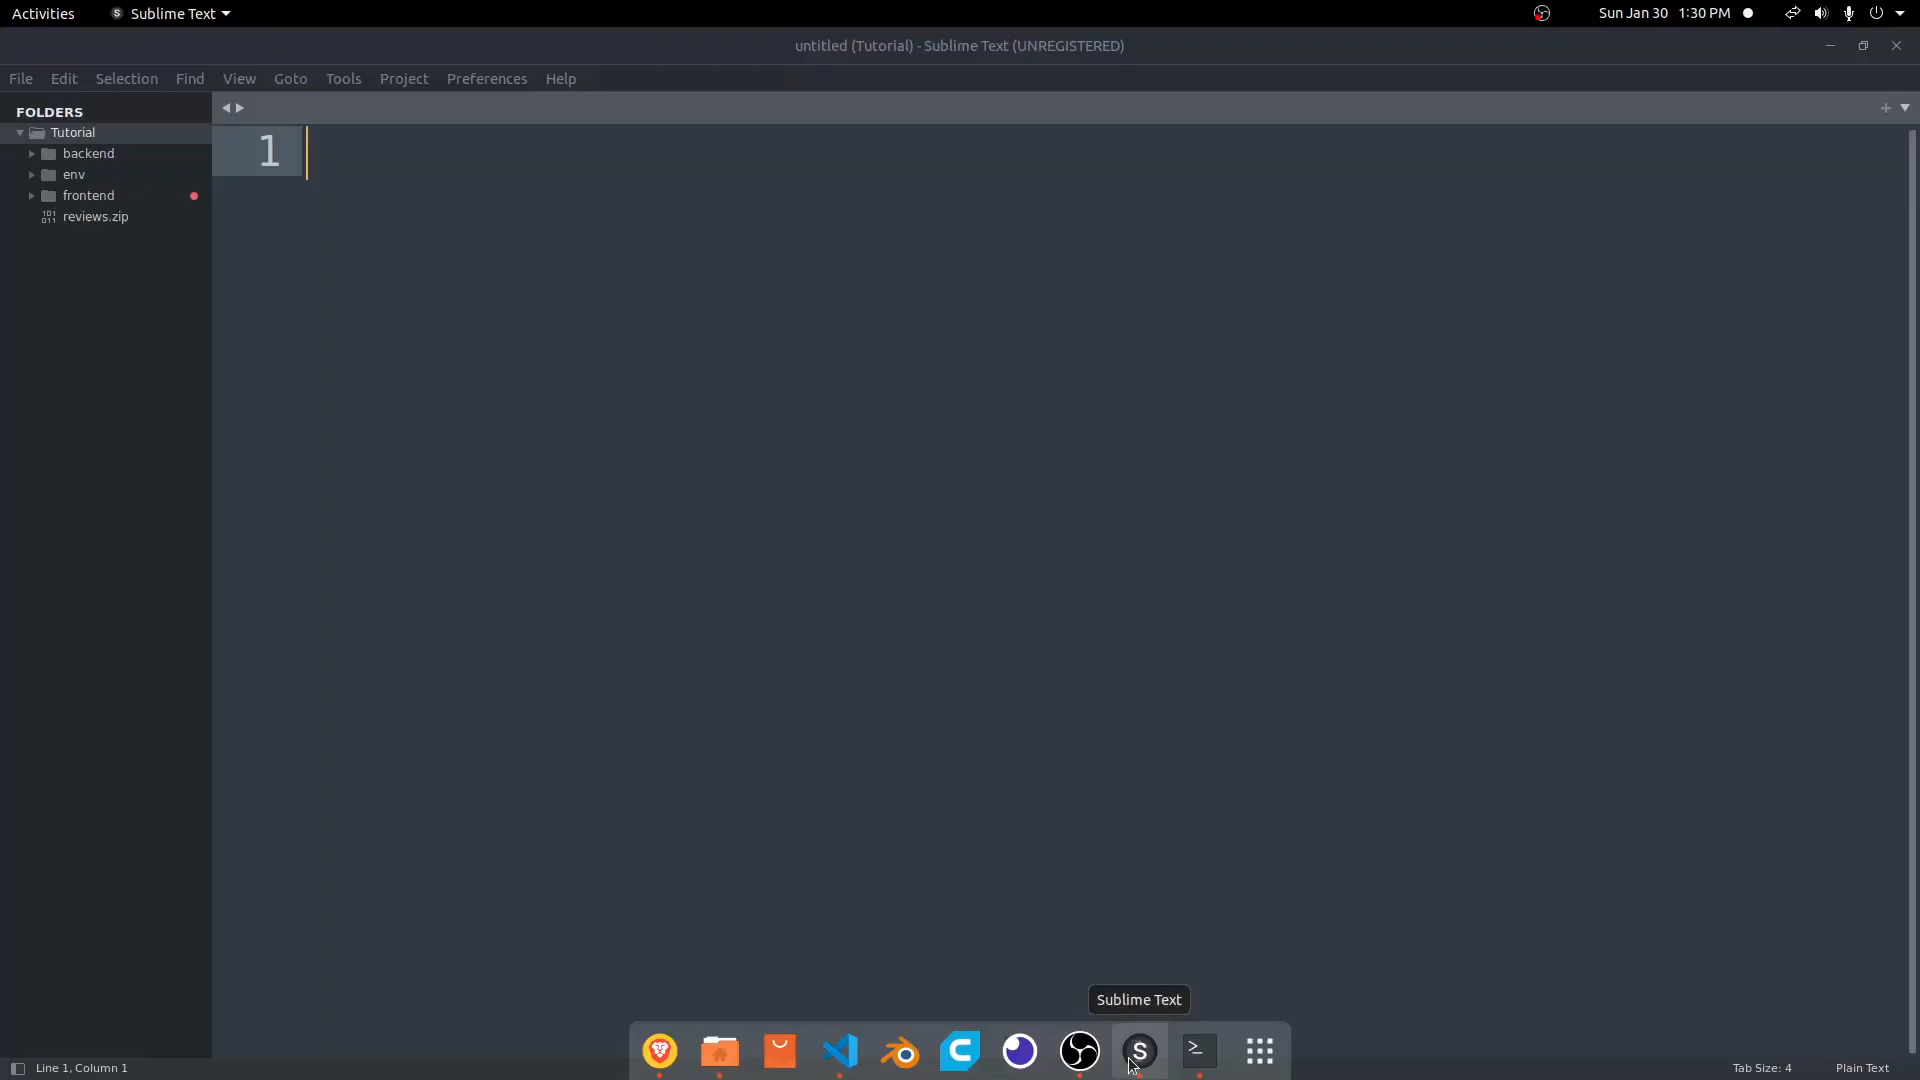 Activities Sublime Text Sun Jan 30 1:30 PM
untitled (Tutorial) - Sublime Text (UNREGISTERED)
File Edit Selection Find View Goto Tools Project Preferences Help
FOLDERS
Tutorial
backend
env
frontend
reviews.zip
1
Sublime Text
Line 1, Column 1 Tab Size: 4 Plain Text